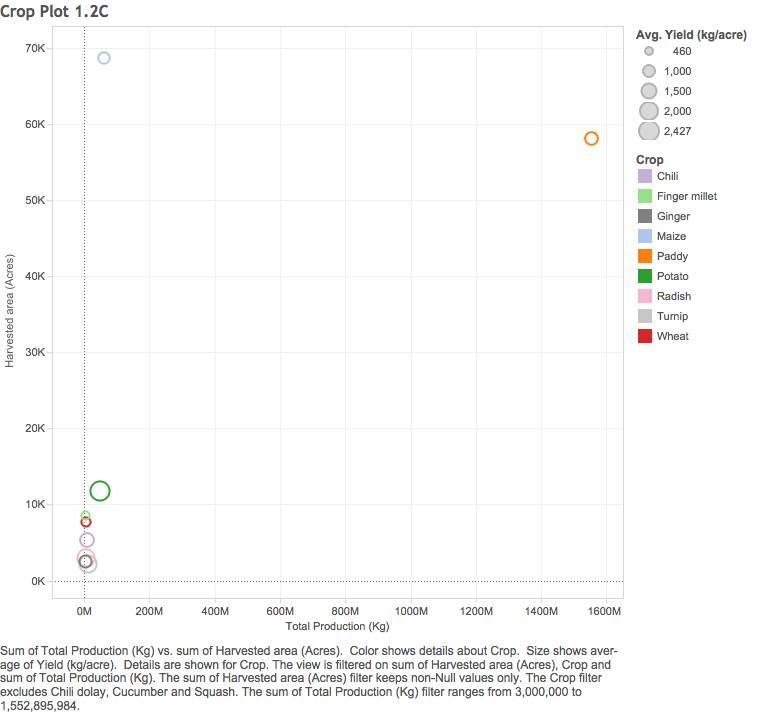 Crop Plot 1.2C
Avg. Yield (kg/acre)
460
1,000
1,500
2,000
2,427
Crop
Chili
Finger millet
Ginger
Maize
Paddy
Potato
Radish
Turnip
Wheat
70K
60K
50K
40K
30K
20K
10K
0K
Harvested area (Acres)
0M 200M 400M 600M 800M 1000M 1200M 1400M 1600M
Total Production (Kg)
Sum of Total Production (Kg) vs. sum of Harvested area (Acres).  Color shows details about Crop.  Size shows aver-
age of Yield (kg/acre).  Details are shown for Crop. The view is filtered on sum of Harvested area (Acres), Crop and
sum of Total Production (Kg). The sum of Harvested area (Acres) filter keeps non-Null values only. The Crop filter
excludes Chili dolay, Cucumber and Squash. The sum of Total Production (Kg) filter ranges from 3,000,000 to
1,552,895,984.